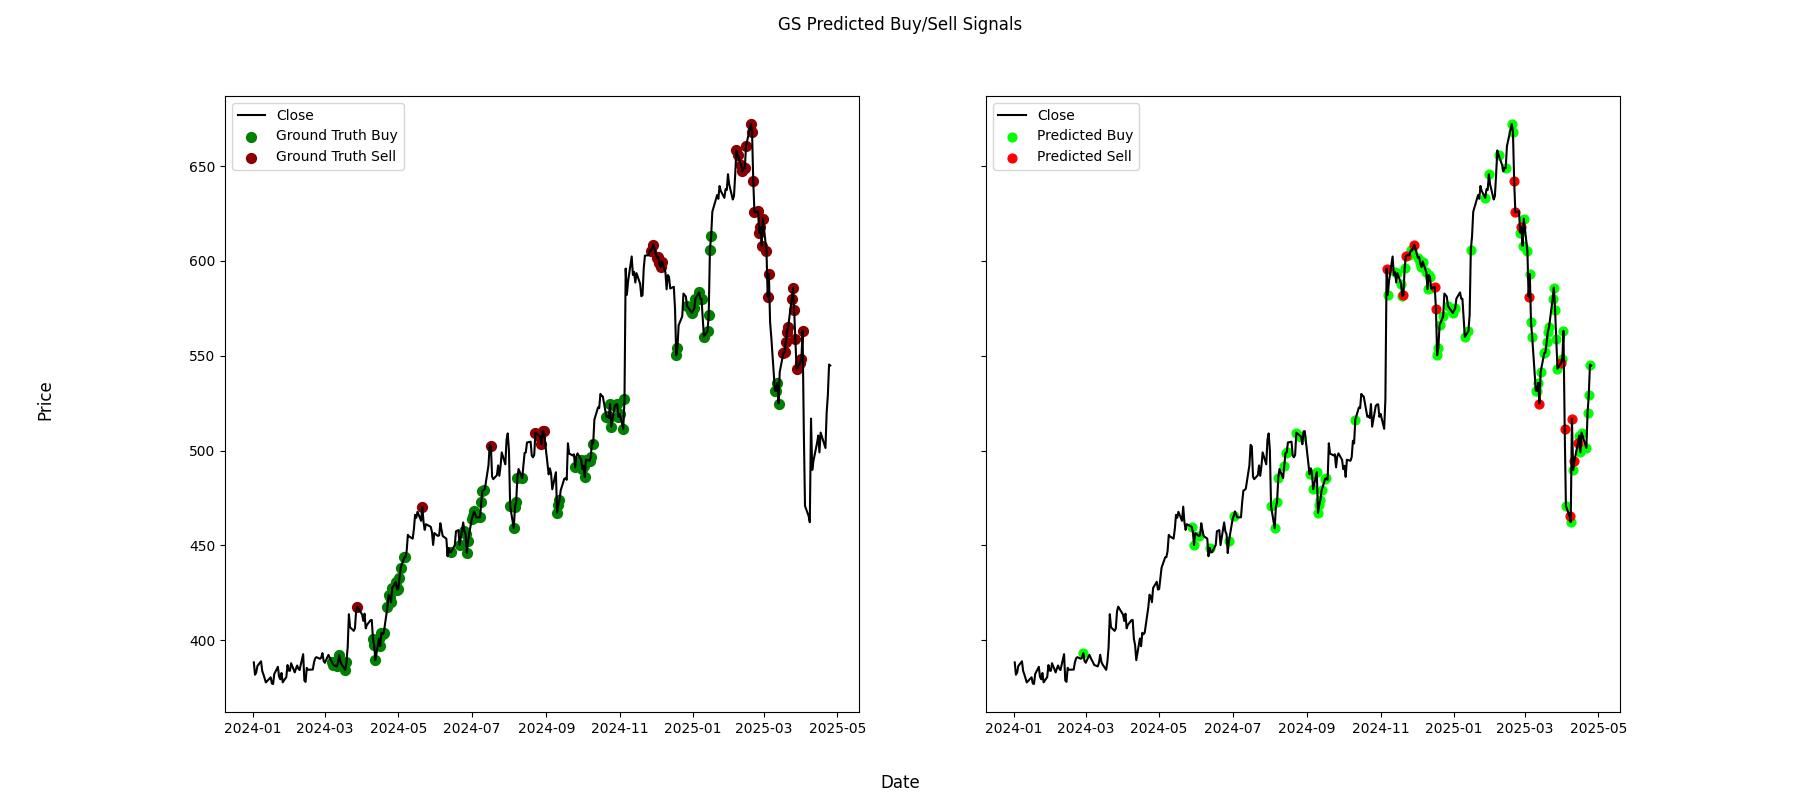 GS Predicted Buy/Sell Signals
Close
Ground Truth Buy
Ground Truth Sell
Close
Predicted Buy
Predicted Sell
650
600
550
500
450
400
Price
2024-01 2024-03 2024-05 2024-07 2024-09 2024-11 2025-01 2025-03 2025-05
2024-01 2024-03 2024-05 2024-07 2024-09 2024-11 2025-01 2025-03 2025-05
Date